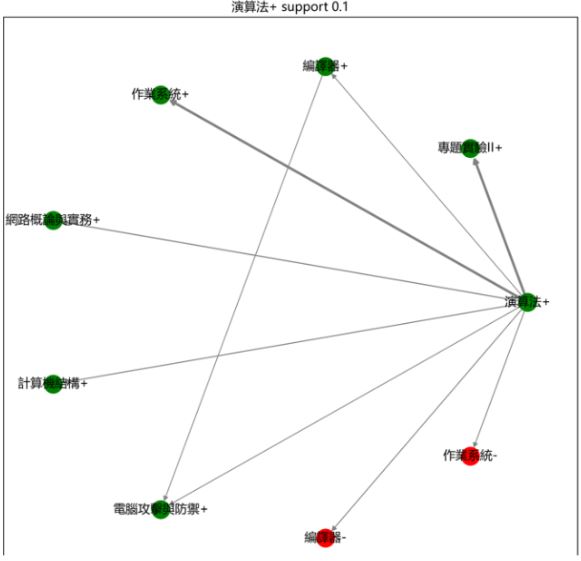 演算法+ support 0.1
編譯器+
作業系統+
專題實驗II+
網路概論與實務+
演算法+
計算機結構+
作業系統-
電腦攻擊與防禦+
編譯器-